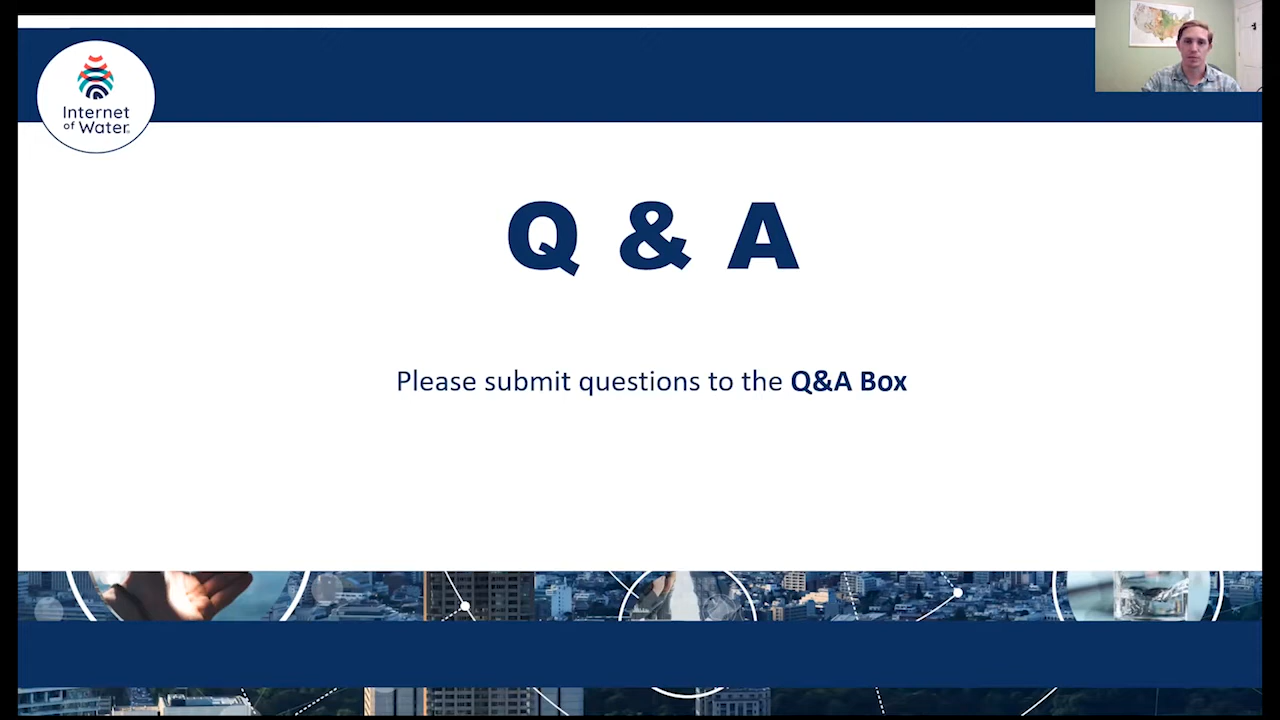 Internet
of Water
Q & A
Please submit questions to the Q&A Box